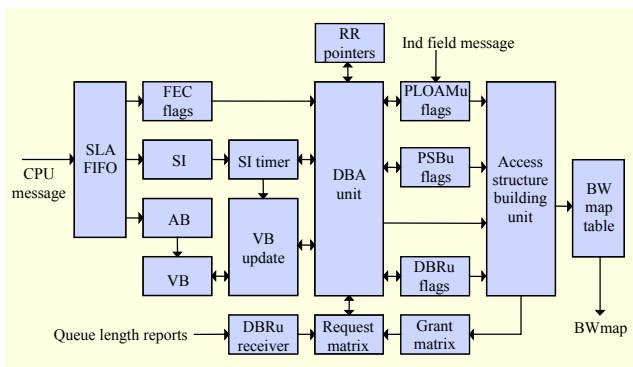 RR
pointers
Ind field message
FEC
flags
PLOAMu
flags
SLA
FIFO
CPU
message
SI
SI timer
DBA
unit
PSBu
flags
Access
structure
building
unit
BW
map
table
AB
VB
update
VB
DBRu
flags
Queue length reports
DBRu
receiver
Request
matrix
Grant
matrix
BWmap